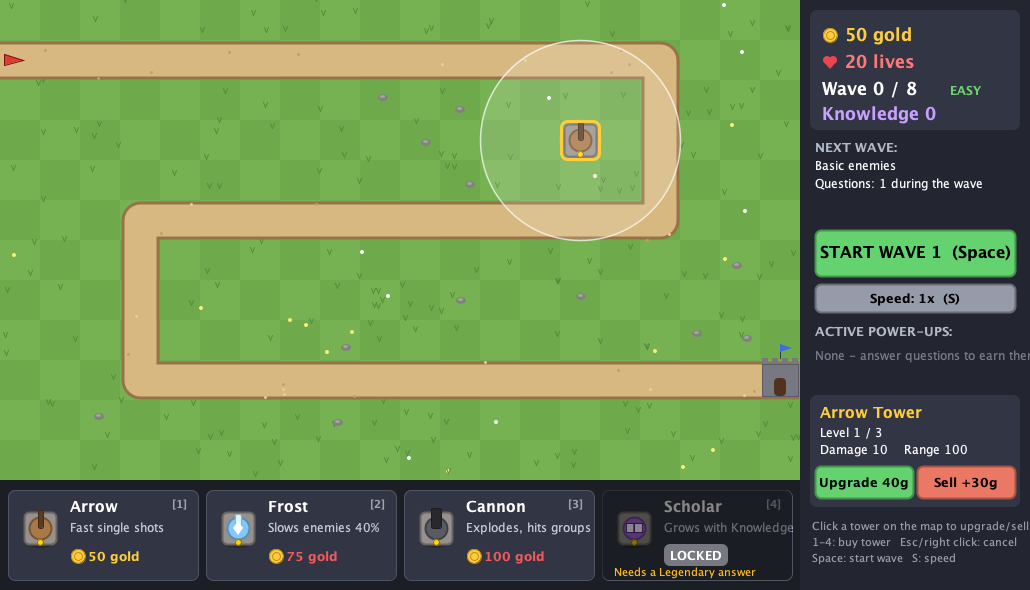 50 gold
20 lives
Wave 0 / 8 EASY
Knowledge 0
NEXT WAVE:
Basic enemies
Questions: 1 during the wave
START WAVE 1 (Space)
Speed: 1x (S)
ACTIVE POWER-UPS:
None - answer questions to earn ther
Arrow Tower
Level 1 / 3
Damage 10 Range 100
Upgrade 40g Sell +30g
Click a tower on the map to upgrade/sell
1-4: buy tower Esc/right click: cancel
Space: start wave S: speed
Arrow [1]
Fast single shots
50 gold
Frost [2]
Slows enemies 40%
75 gold
Cannon [3]
Explodes, hits groups
100 gold
Scholar [4]
Grows with Knowledge
LOCKED
Needs a Legendary answer